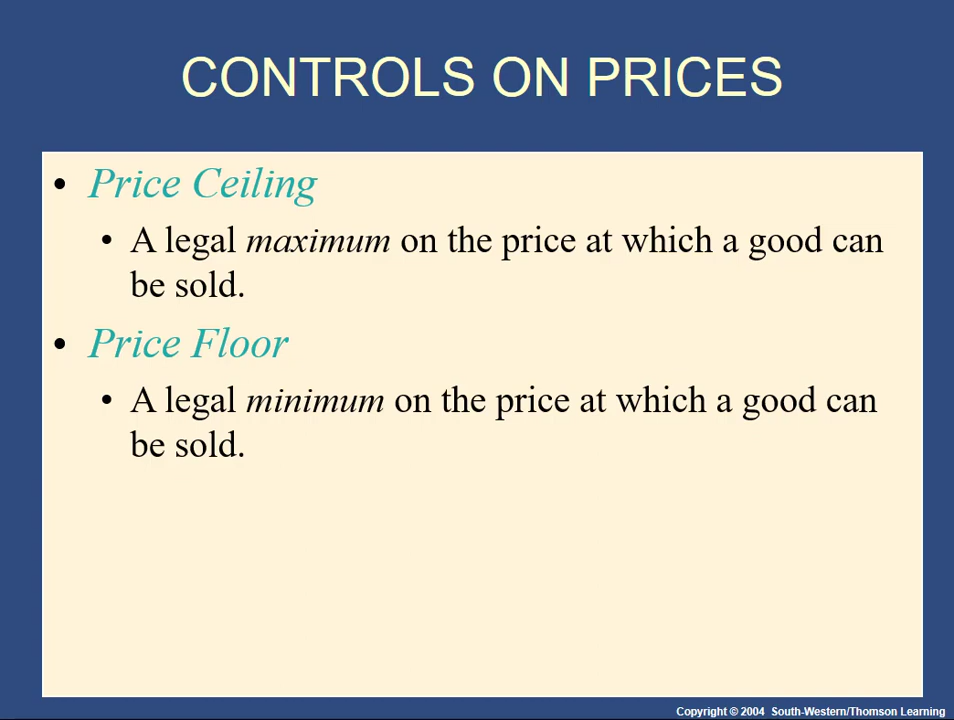 CONTROLS ON PRICES
• Price Ceiling
• A legal maximum on the price at which a good can
be sold.
• Price Floor
• A legal minimum on the price at which a good can
be sold.
Copyright © 2004 South-Western/Thomson Learning